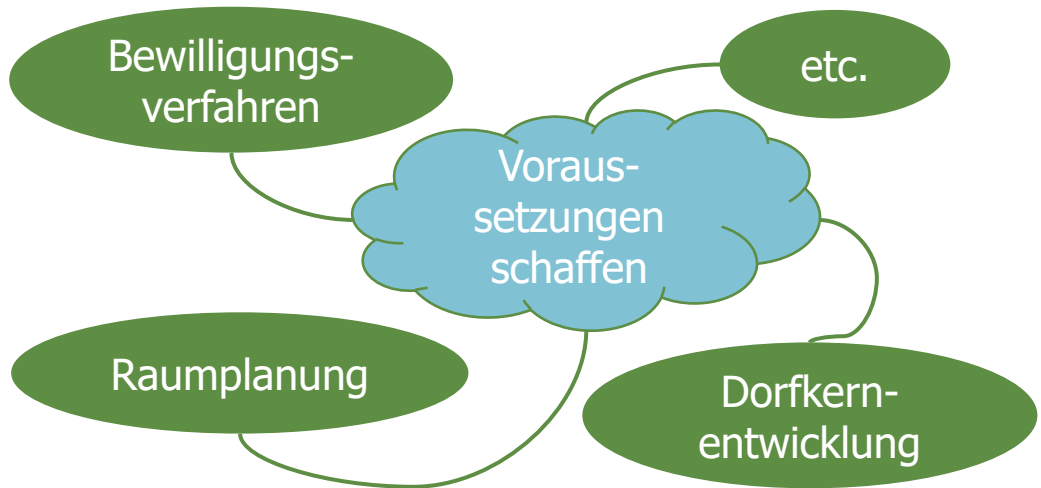 Bewilligungs-
verfahren
etc.
Voraus-
setzungen
schaffen
Raumplanung
Dorfkern-
entwicklung